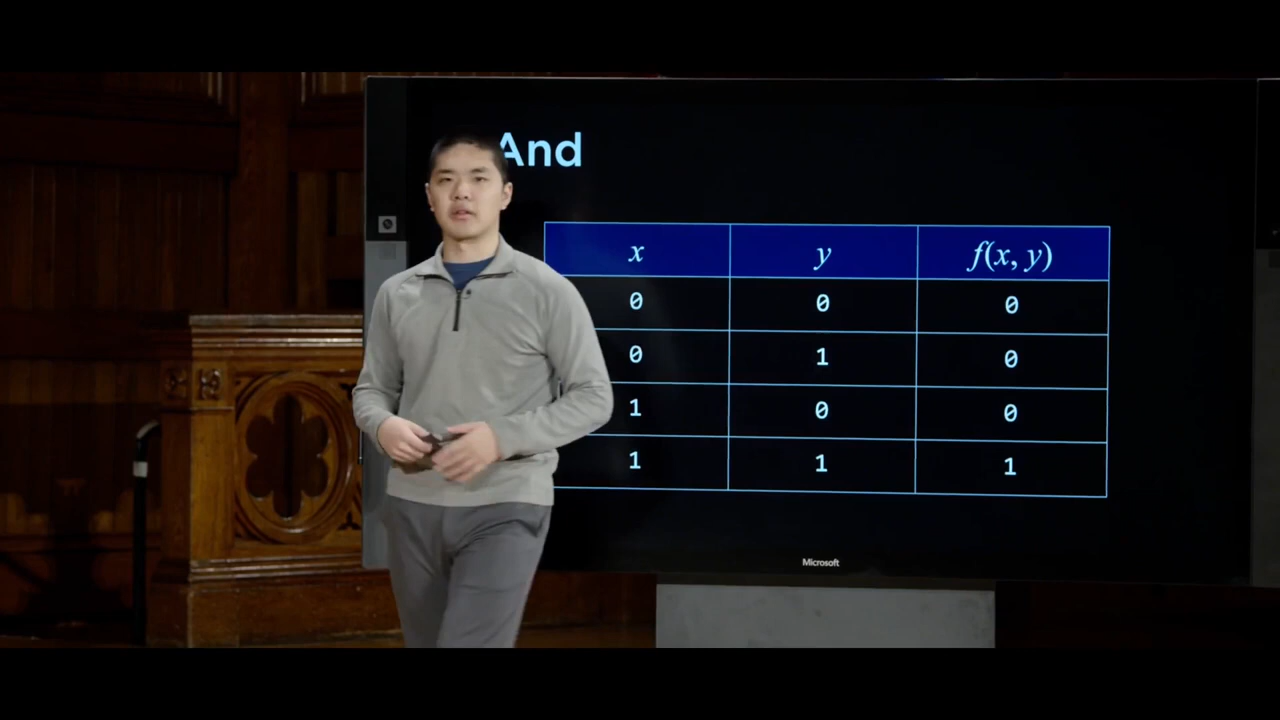 And
x y f(x, y)
0 0 0
0 1 0
1 0 0
1 1 1
Microsoft